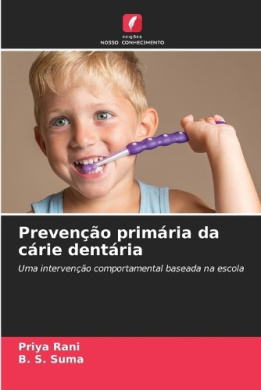 edições
NOSSO CONHECIMENTO
Prevenção primária da
cárie dentária
Uma intervenção comportamental baseada na escola
Priya Rani
B. S. Suma